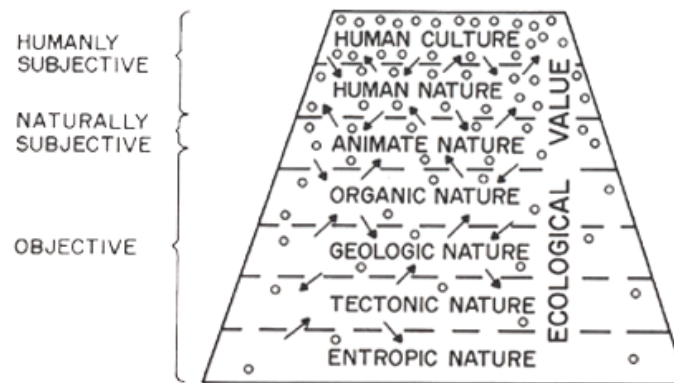 HUMANLY
SUBJECTIVE
NATURALLY
SUBJECTIVE
OBJECTIVE
HUMAN CULTURE
HUMAN NATURE
ANIMATE NATURE
ORGANIC NATURE
GEOLOGIC NATURE
TECTONIC NATURE
ENTROPIC NATURE
ECOLOGICAL VALUE